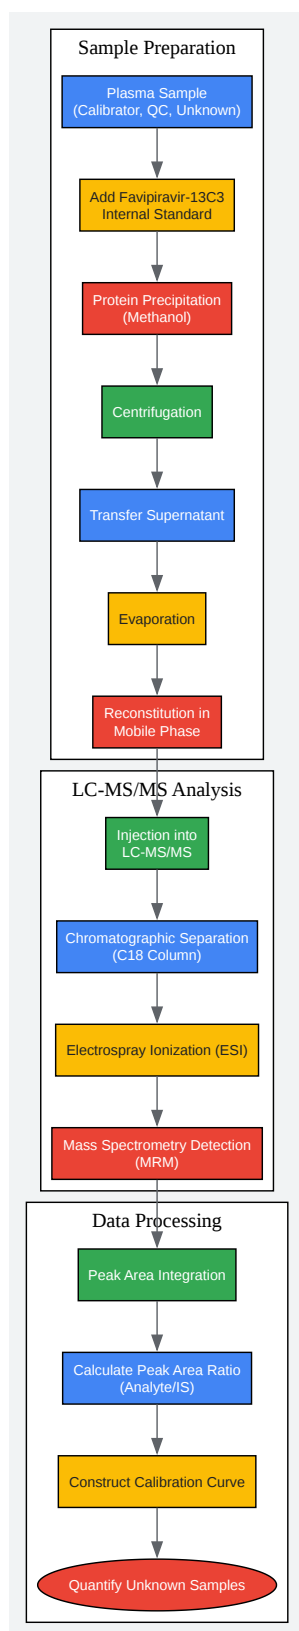 Sample Preparation
Plasma Sample
(Calibrator, QC, Unknown)
Add Favipiravir-13C3
Internal Standard
Protein Precipitation
(Methanol)
Centrifugation
Transfer Supernatant
Evaporation
Reconstitution in
Mobile Phase
LC-MS/MS Analysis
Injection into
LC-MS/MS
Chromatographic Separation
(C18 Column)
Electrospray Ionization (ESI)
Mass Spectrometry Detection
(MRM)
Data Processing
Peak Area Integration
Calculate Peak Area Ratio
(Analyte/IS)
Construct Calibration Curve
Quantify Unknown Samples